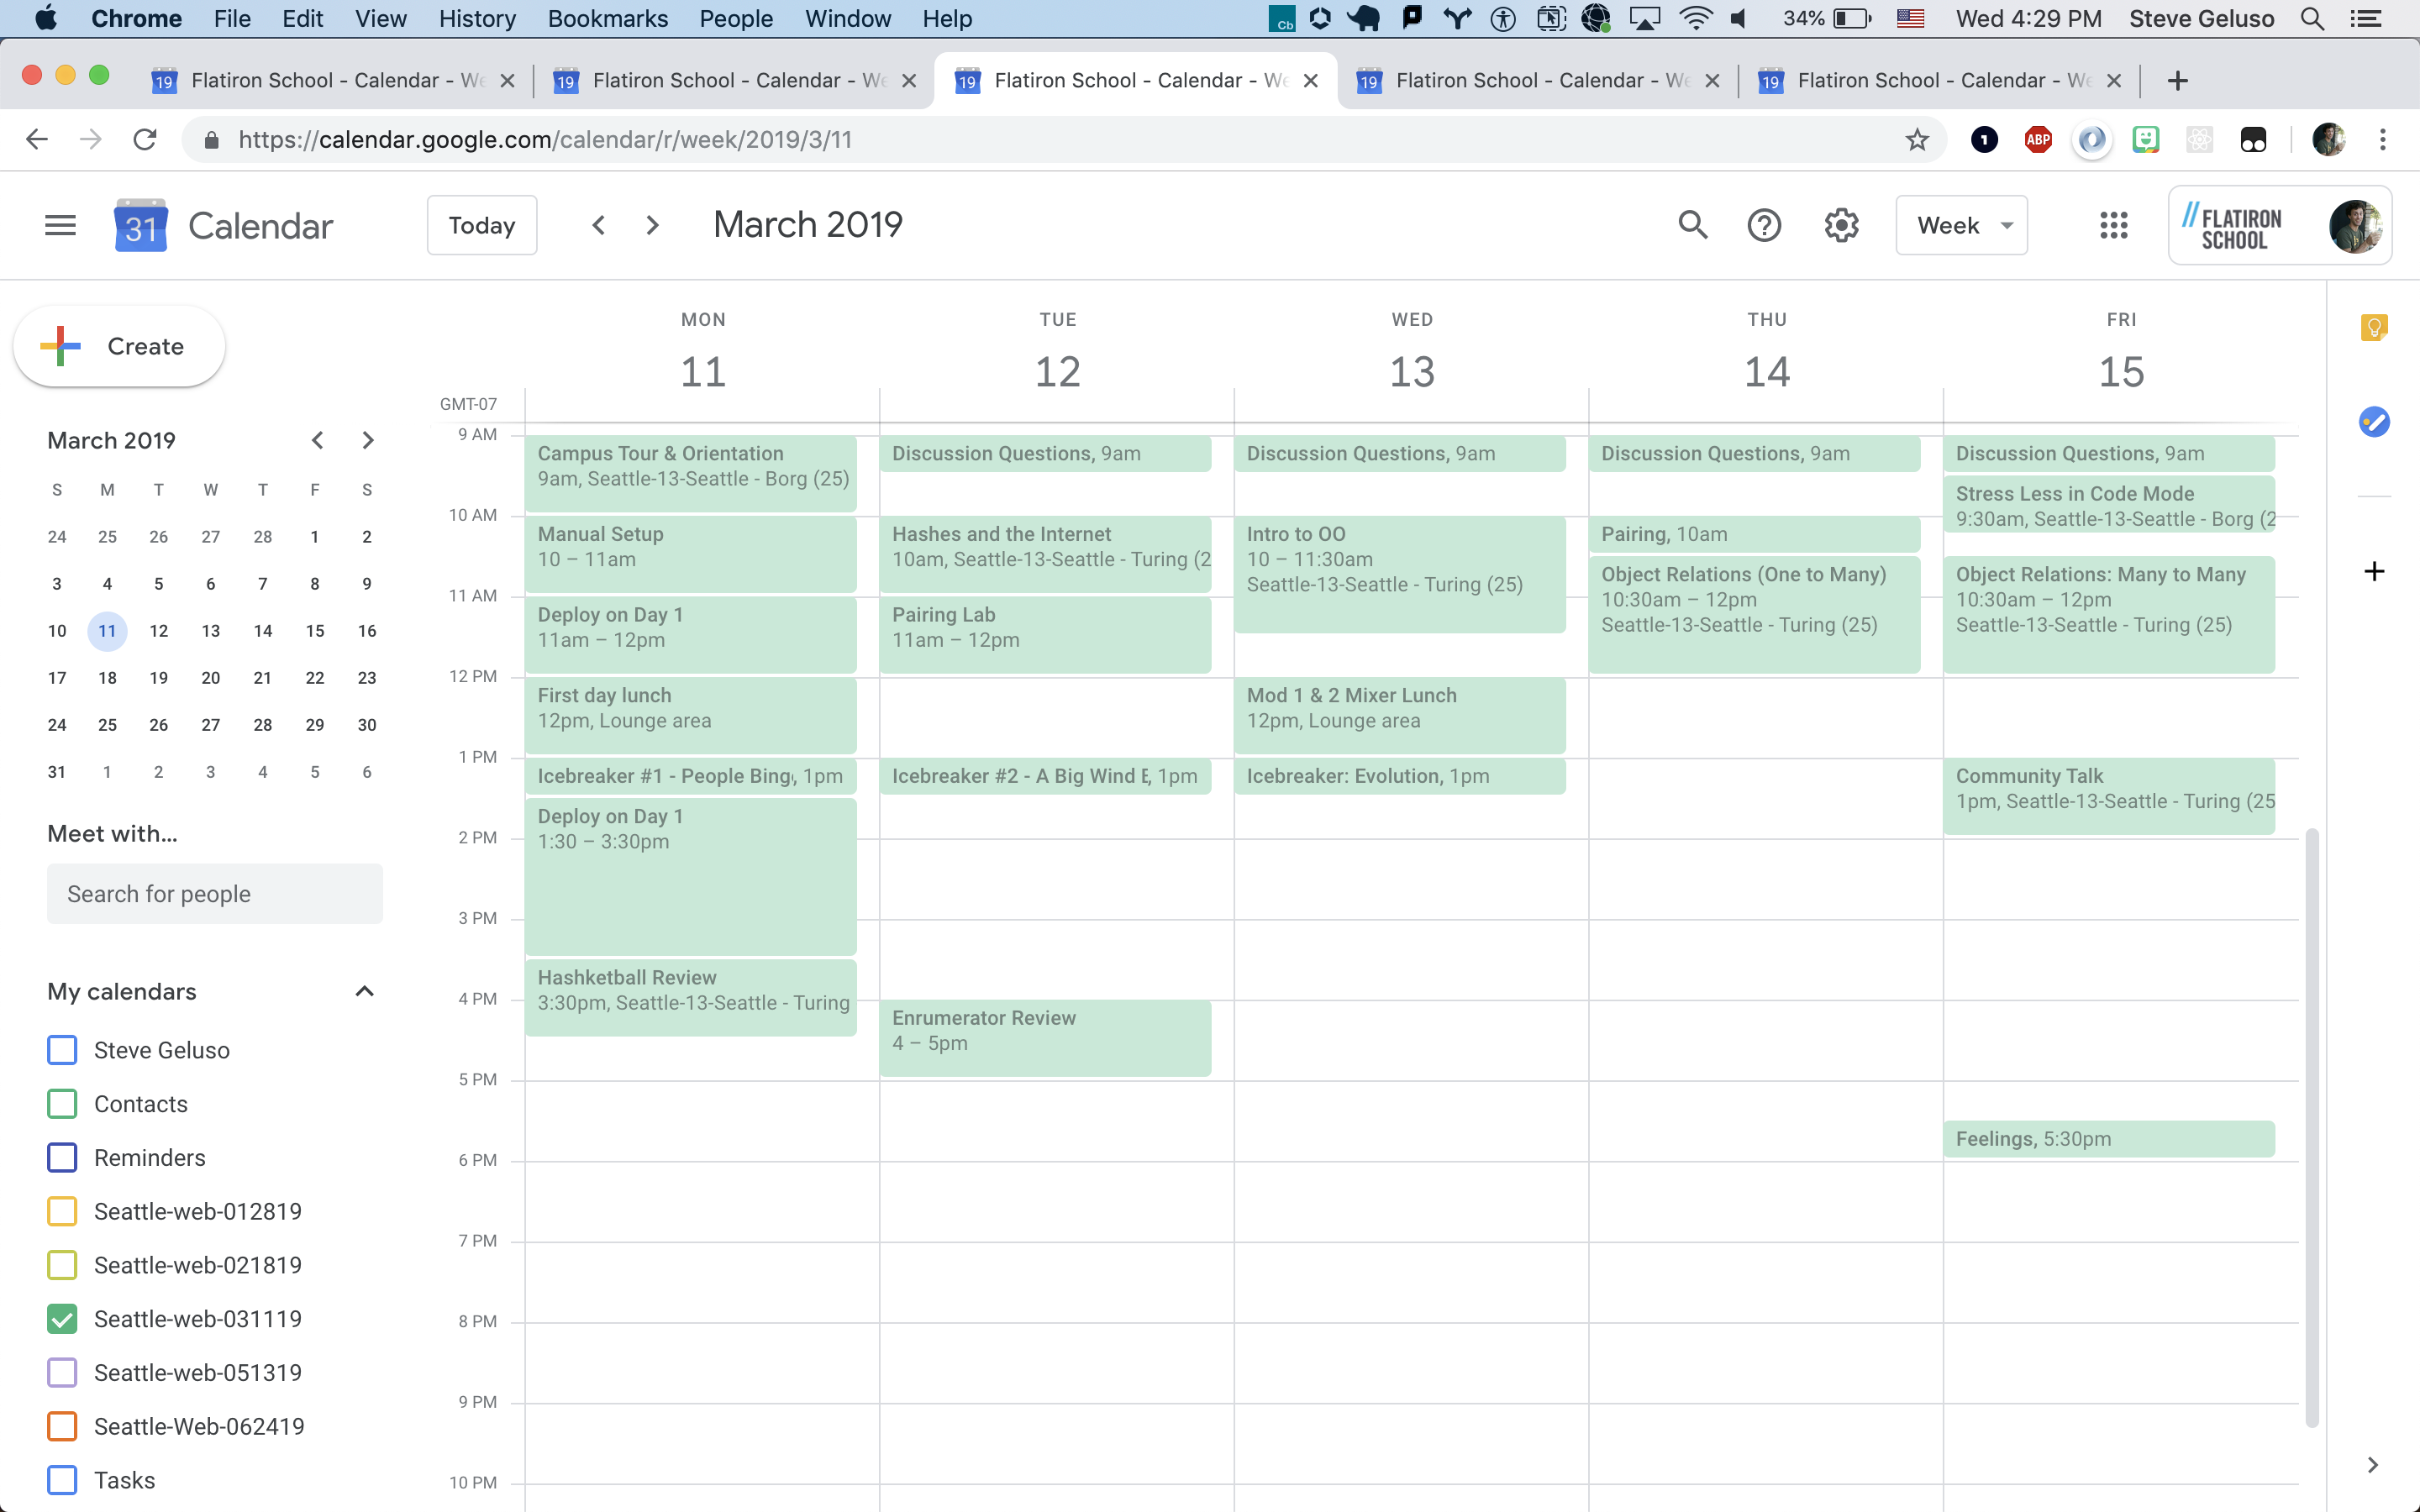 Chrome File Edit View History Bookmarks People Window Help Cb 34% Wed 4:29 PM Steve Geluso
19 Flatiron School - Calendar - We 19 Flatiron School - Calendar - We 19 Flatiron School - Calendar - We 19 Flatiron School - Calendar - We 19 Flatiron School - Calendar - We
https://calendar.google.com/calendar/r/week/2019/3/11 1 ABP
31 Calendar Today March 2019 Week //FLATIRON SCHOOL
Create
March 2019
S M T W T F S
24 25 26 27 28 1 2
3 4 5 6 7 8 9
10 11 12 13 14 15 16
17 18 19 20 21 22 23
24 25 26 27 28 29 30
31 1 2 3 4 5 6
Meet with...
Search for people
My calendars
Steve Geluso
Contacts
Reminders
Seattle-web-012819
Seattle-web-021819
Seattle-web-031119
Seattle-web-051319
Seattle-Web-062419
Tasks
GMT-07
9 AM
10 AM
11 AM
12 PM
1 PM
2 PM
3 PM
4 PM
5 PM
6 PM
7 PM
8 PM
9 PM
10 PM
MON
11
Campus Tour & Orientation
9am, Seattle-13-Seattle - Borg (25)
Manual Setup
10 – 11am
Deploy on Day 1
11am – 12pm
First day lunch
12pm, Lounge area
Icebreaker #1 - People Bing, 1pm
Deploy on Day 1
1:30 – 3:30pm
Hashketball Review
3:30pm, Seattle-13-Seattle - Turing
TUE
12
Discussion Questions, 9am
Hashes and the Internet
10am, Seattle-13-Seattle - Turing (2
Pairing Lab
11am – 12pm
Icebreaker #2 - A Big Wind B, 1pm
Enrumerator Review
4 – 5pm
WED
13
Discussion Questions, 9am
Intro to OO
10 – 11:30am
Seattle-13-Seattle - Turing (25)
Mod 1 & 2 Mixer Lunch
12pm, Lounge area
Icebreaker: Evolution, 1pm
THU
14
Discussion Questions, 9am
Pairing, 10am
Object Relations (One to Many)
10:30am – 12pm
Seattle-13-Seattle - Turing (25)
FRI
15
Discussion Questions, 9am
Stress Less in Code Mode
9:30am, Seattle-13-Seattle - Borg (2
Object Relations: Many to Many
10:30am – 12pm
Seattle-13-Seattle - Turing (25)
Community Talk
1pm, Seattle-13-Seattle - Turing (25
Feelings, 5:30pm